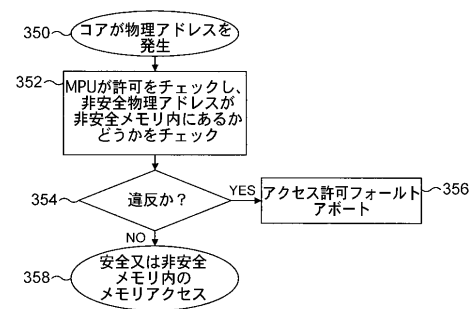 350
コアが物理アドレスを
発生
352
MPUが許可をチェックし、
非安全物理アドレスが
非安全メモリ内にあるか
どうかをチェック
354
違反か？
YES
アクセス許可フォールト
アボート
356
NO
358
安全又は非安全
メモリ内の
メモリアクセス